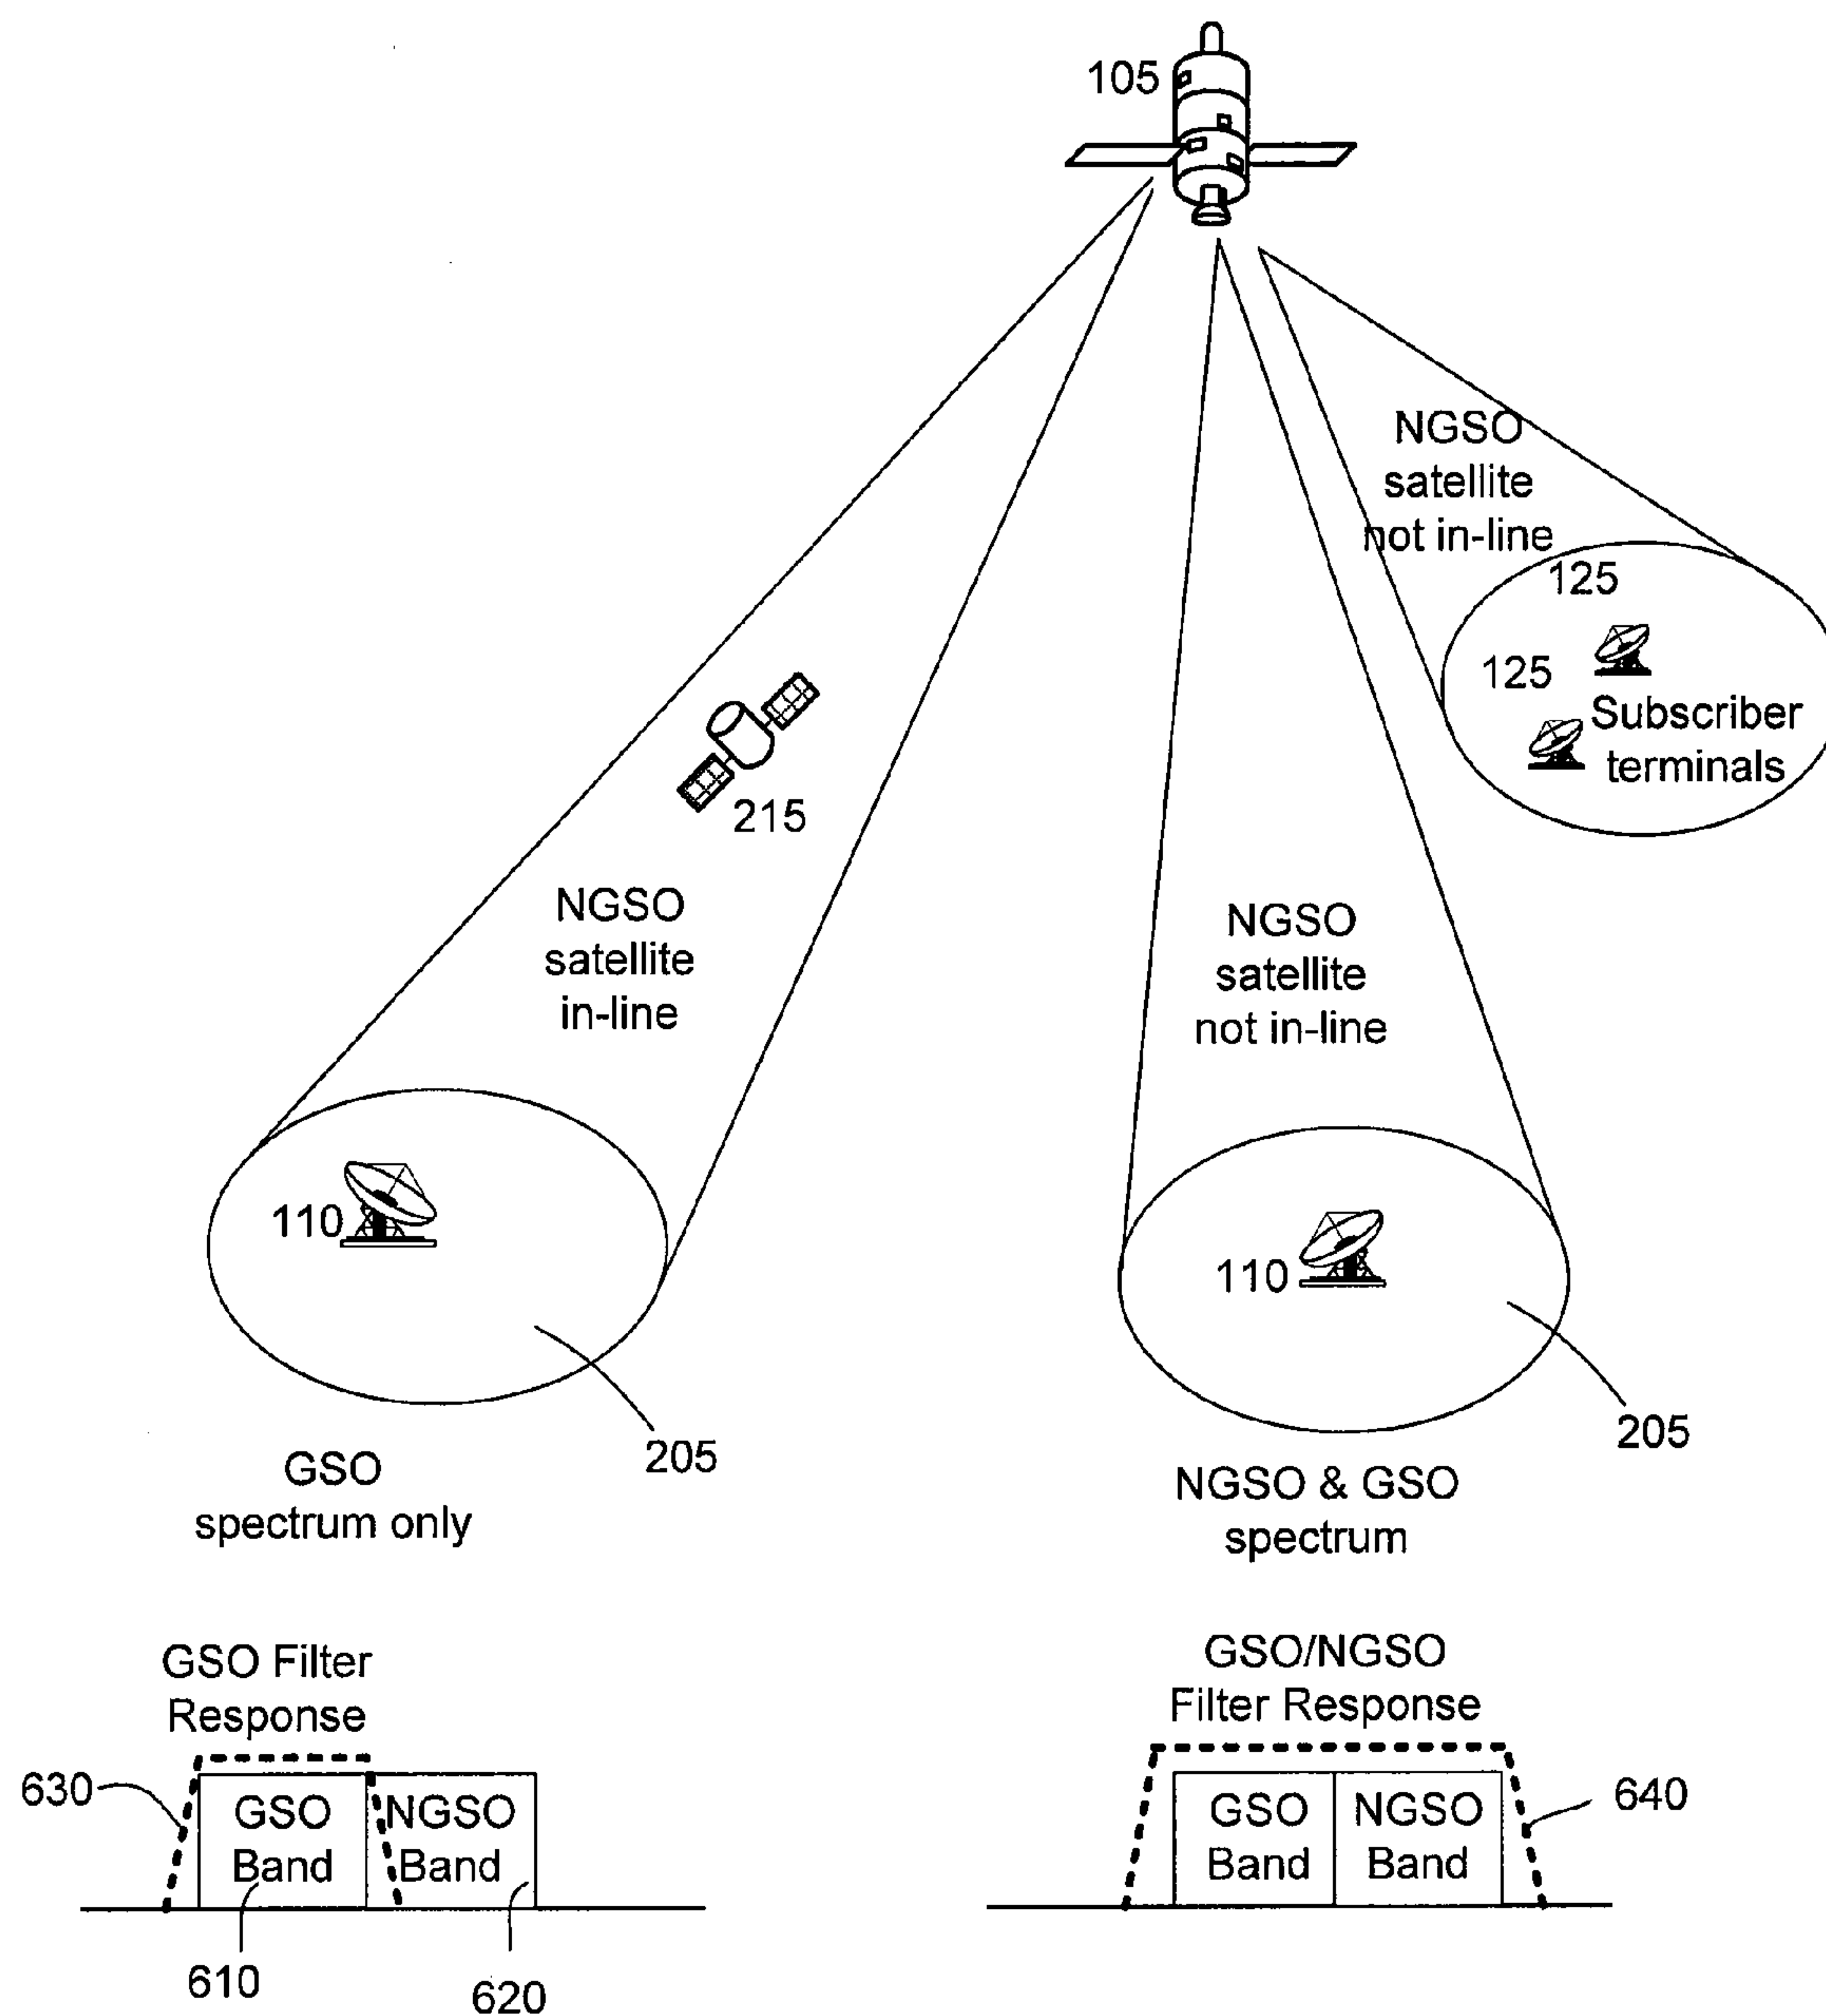 105
NGSO
satellite
not in-line
125
125
Subscriber
terminals
215
NGSO
satellite
in-line
NGSO
satellite
not in-line
110
110
205
205
GSO
spectrum only
NGSO & GSO
spectrum
GSO Filter
Response
GSO/NGSO
Filter Response
630
GSO
Band
NGSO
Band
610
620
GSO
Band
NGSO
Band
640